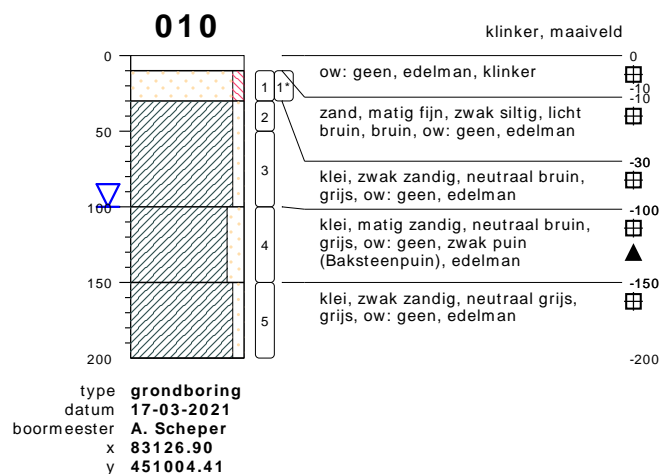 010
klinker, maaiveld
0
50
100
150
200
1
1*
2
3
4
5
0
ow: geen, edelman, klinker
-10
-10
zand, matig fijn, zwak siltig, licht
bruin, bruin, ow: geen, edelman
-30
klei, zwak zandig, neutraal bruin,
grijs, ow: geen, edelman
-100
klei, matig zandig, neutraal bruin,
grijs, ow: geen, zwak puin
(Baksteenpuin), edelman
-150
klei, zwak zandig, neutraal grijs,
grijs, ow: geen, edelman
-200
type grondboring
datum 17-03-2021
boormeester A. Scheper
x 83126.90
y 451004.41